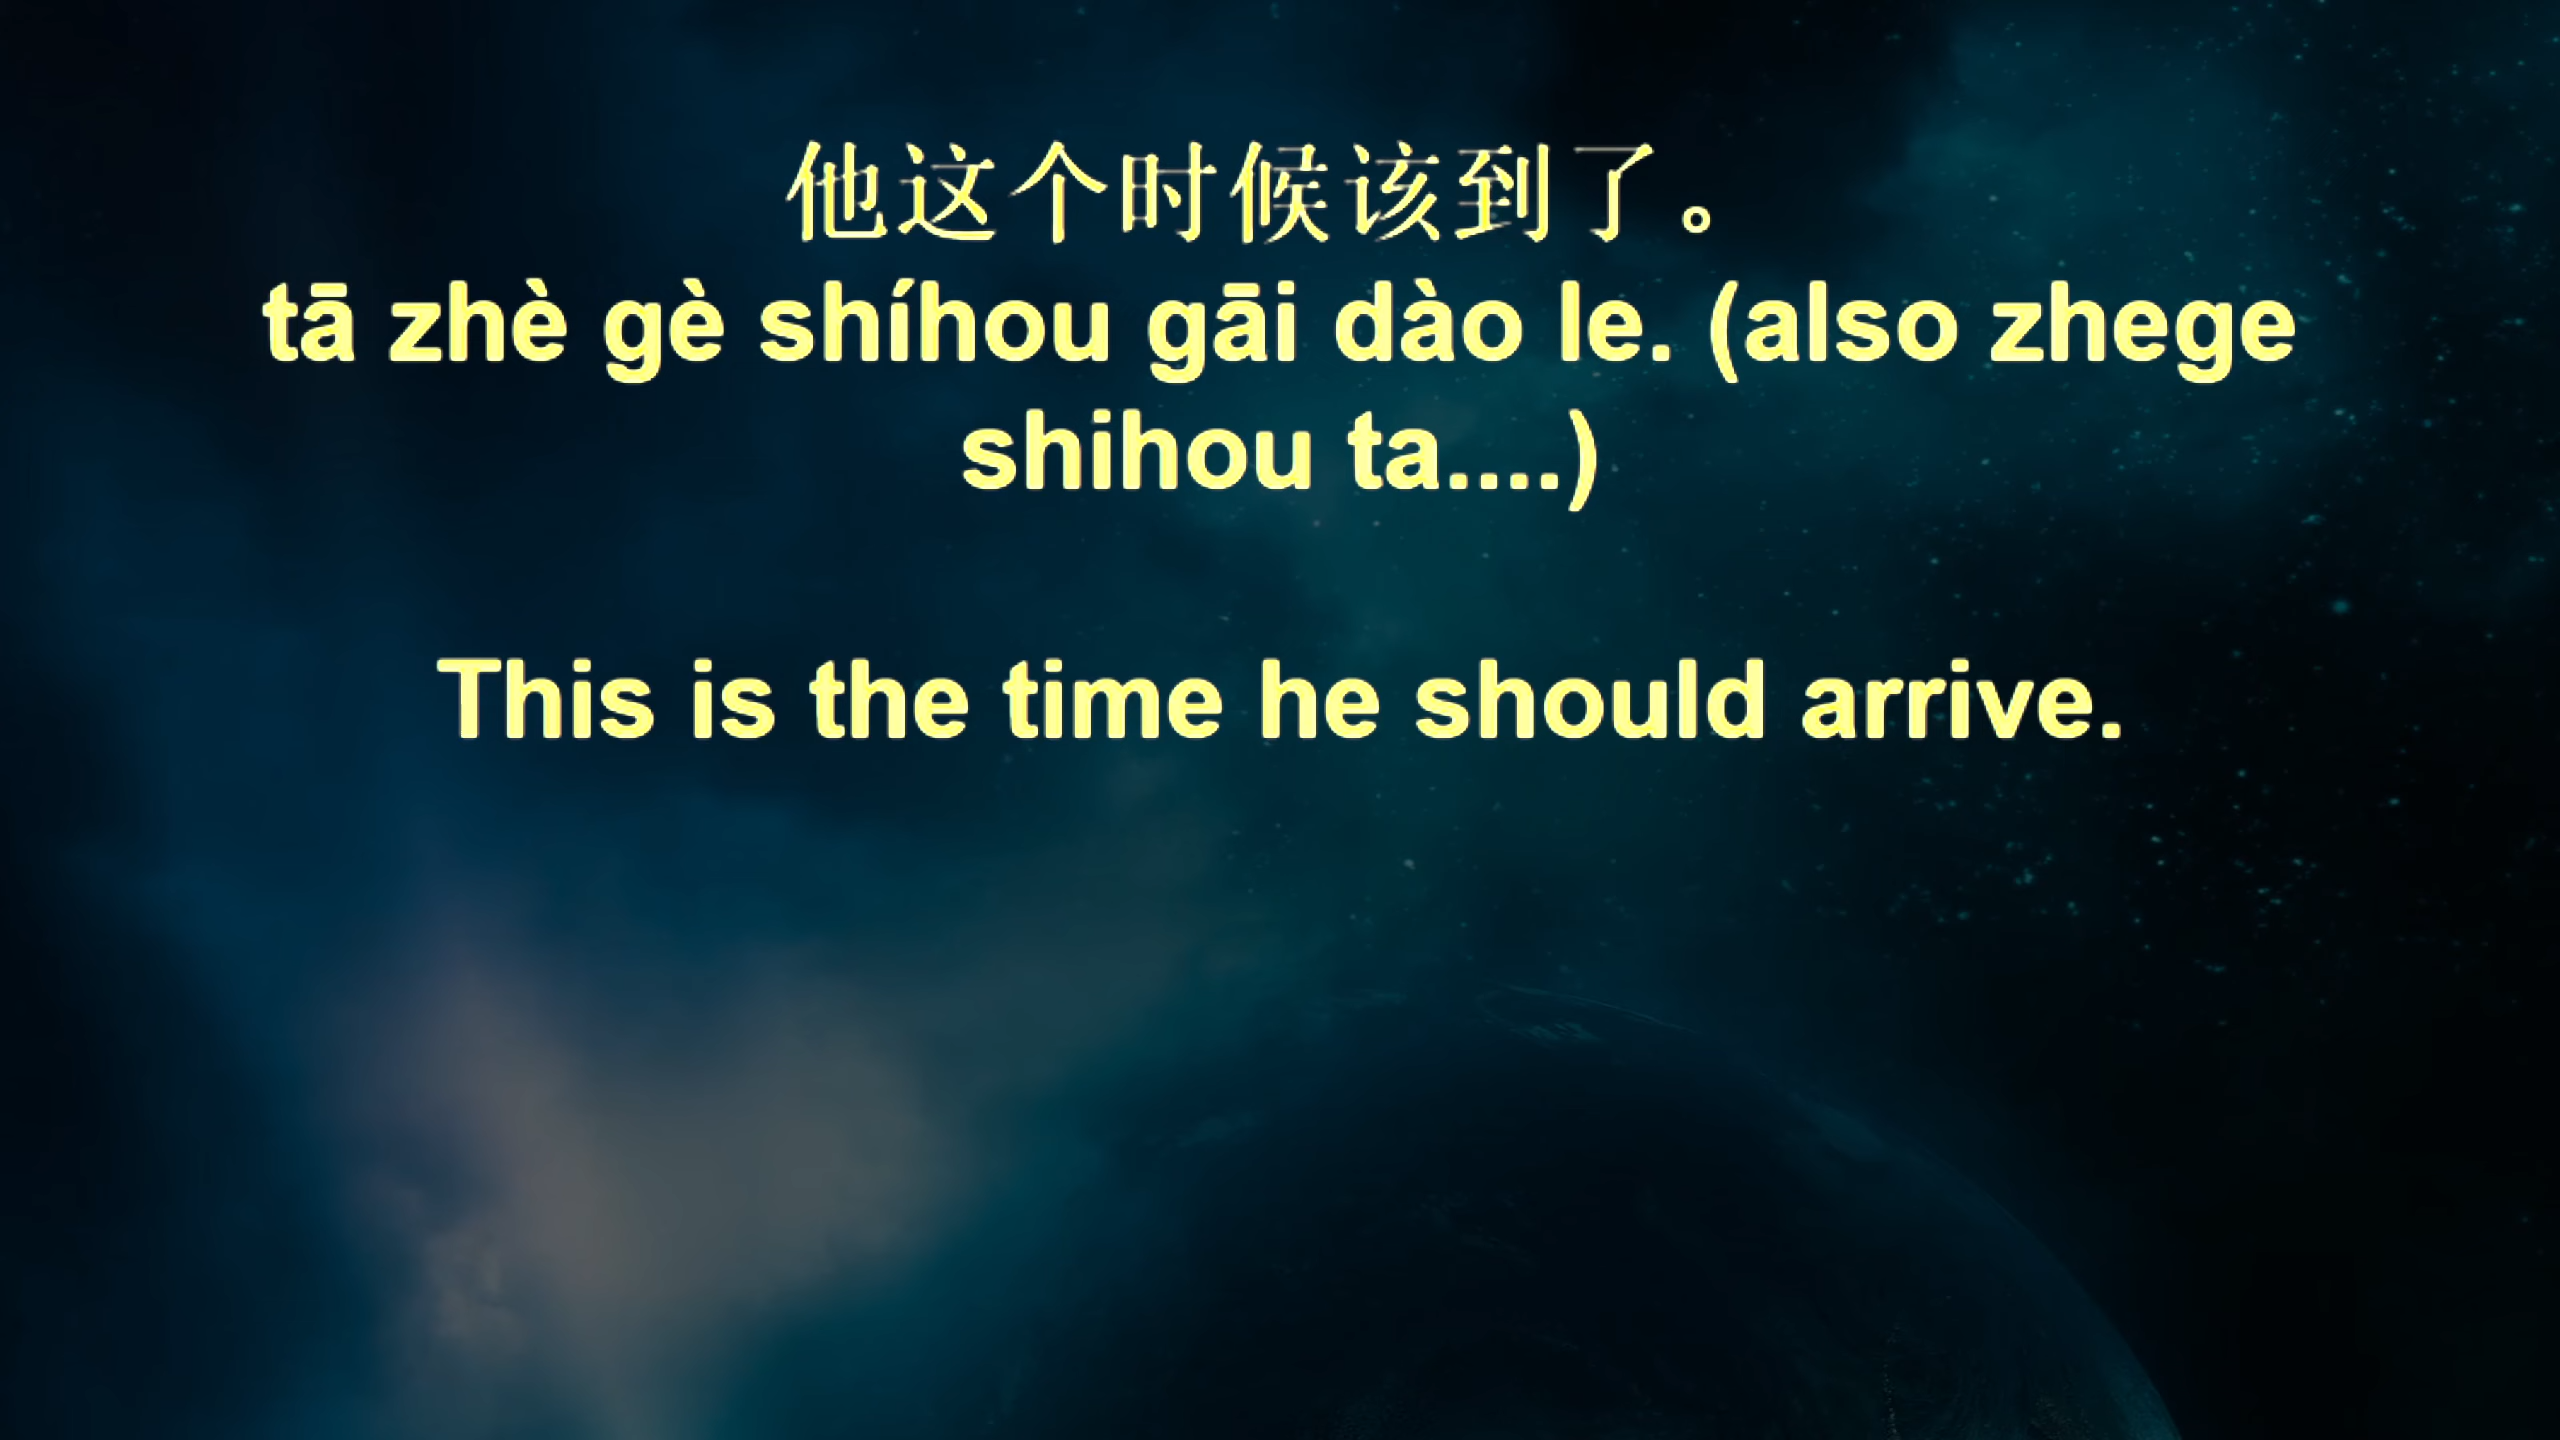 他这个时候该到了。
tā zhè gè shíhou gāi dào le. (also zhege
shihou ta....)
This is the time he should arrive.